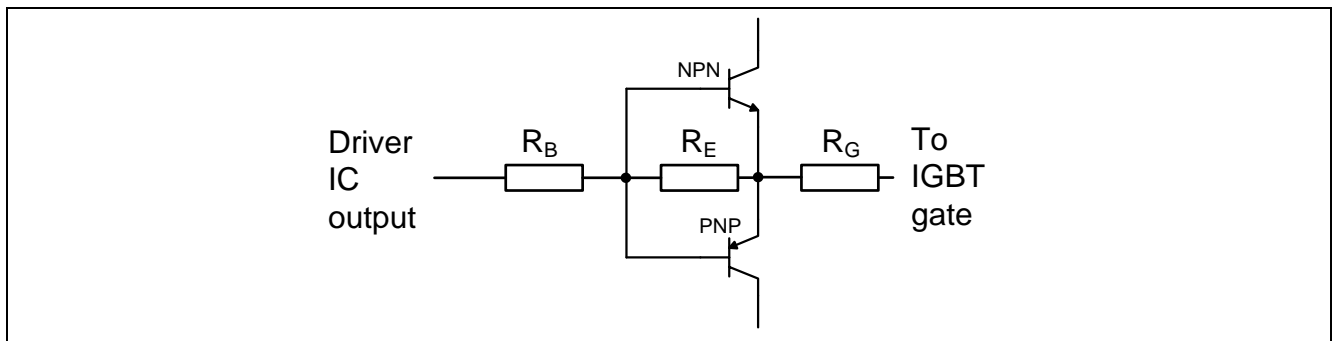 NPN
Driver
IC
output
R_B
R_E
R_G
To
IGBT
gate
PNP